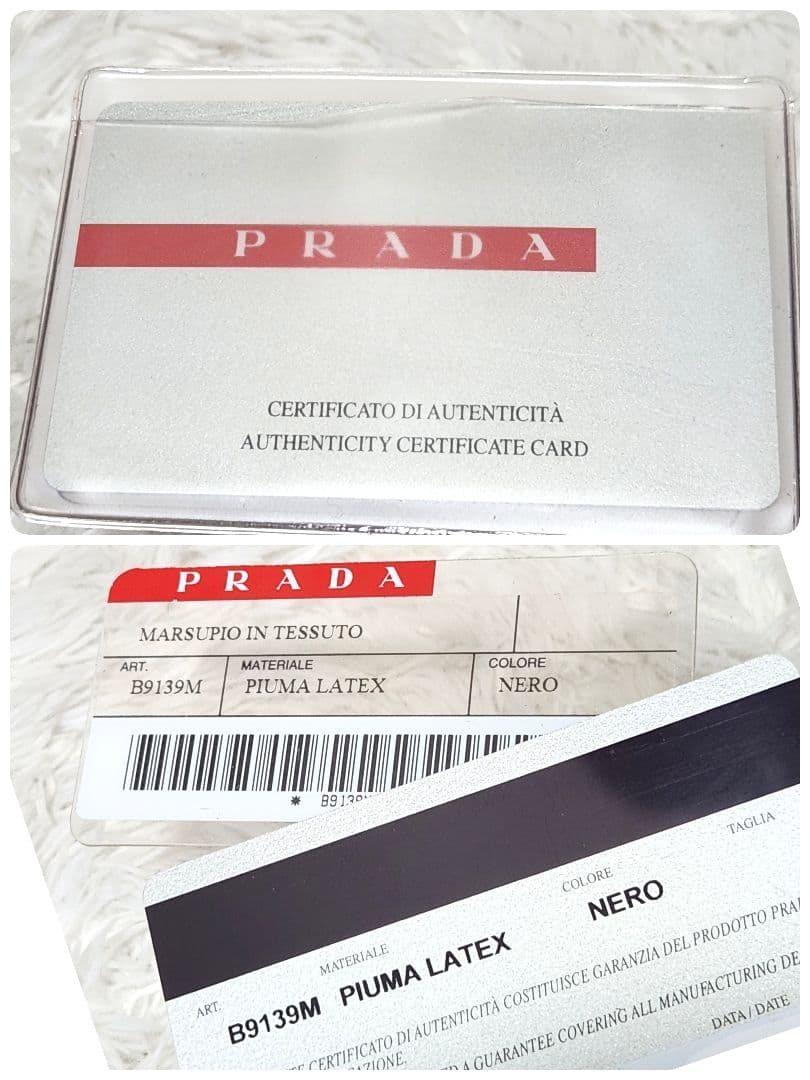 PRADA
CERTIFICATO DI AUTENTICITÀ
AUTHENTICITY CERTIFICATE CARD
PRADA
MARSUPIO IN TESSUTO
ART. MATERIALE COLORE
B9139M PIUMA LATEX NERO
* B9139
ART. MATERIALE COLORE TAGLIA
B9139M PIUMA LATEX NERO
CERTIFICATO DI AUTENTICITÀ COSTITUISCE GARANZIA DEL PRODOTTO
A GUARANTEE COVERING ALL MANUFACTURING
DATA / DATE